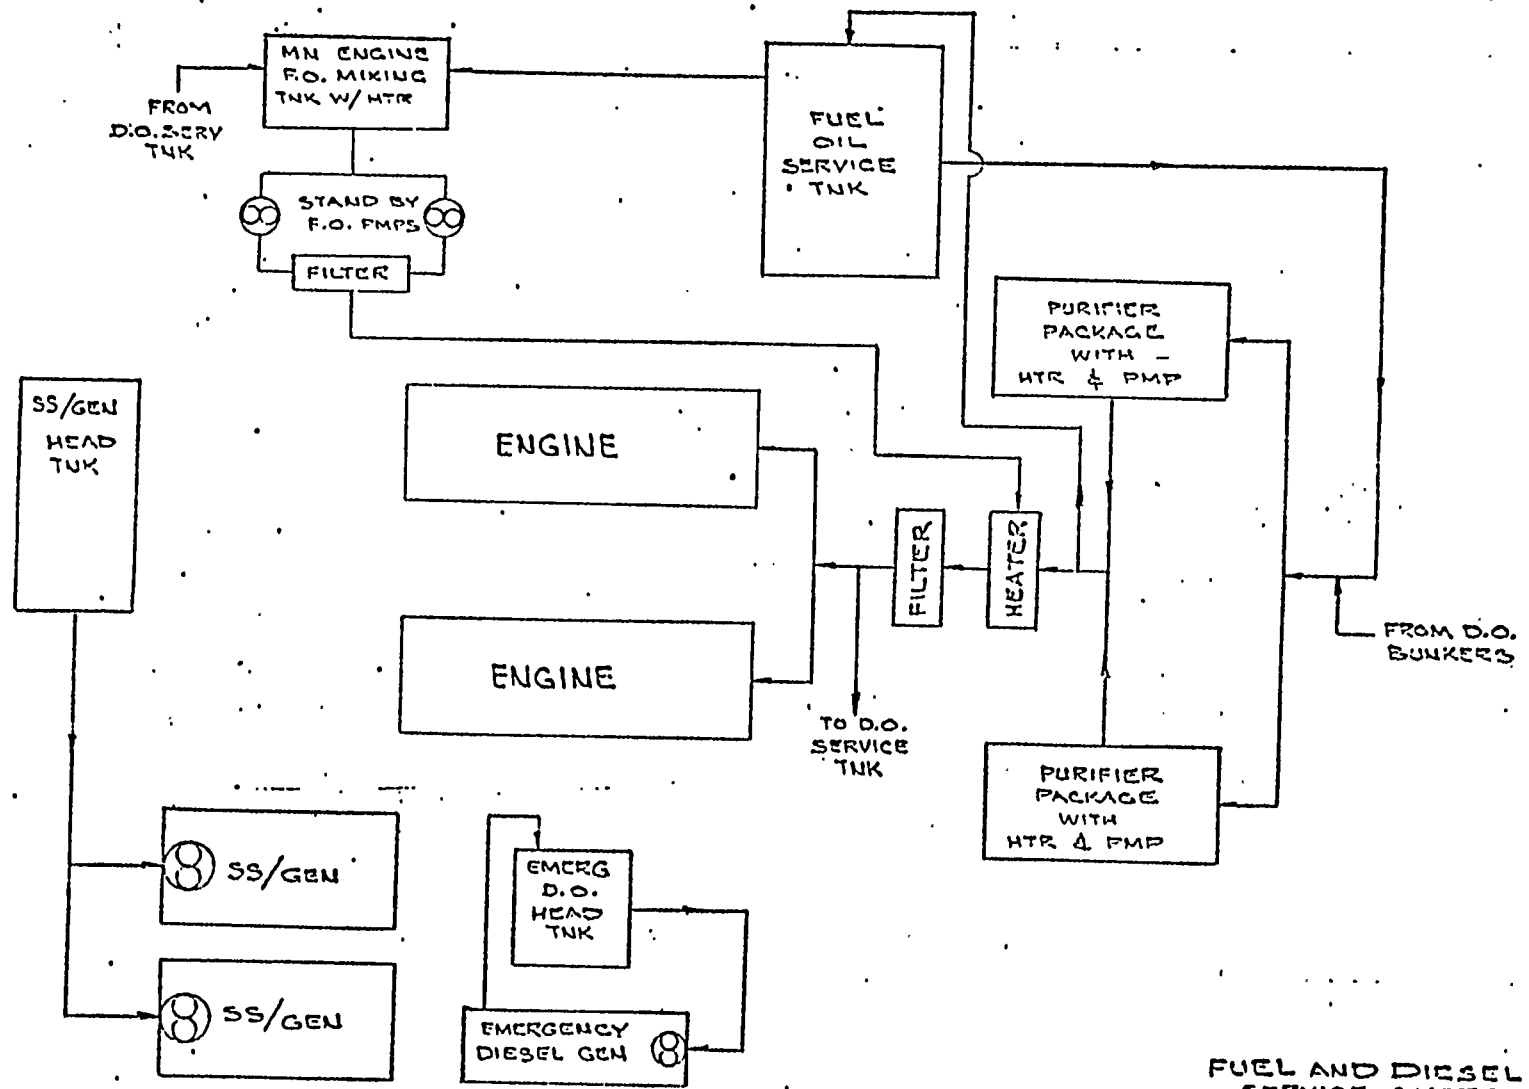 MN ENGINE
F.O. MIXING
TNK W/HTR
FROM
D.O.SERV
TNK
STAND BY
F.O. PMPS
FILTER
FUEL
OIL
SERVICE
TNK
PURIFIER
PACKAGE
WITH
HTR & PMP
SS/GEN
HEAD
TNK
ENGINE
FILTER
HEATER
FROM D.O.
BUNKERS
ENGINE
TO D.O.
SERVICE
TNK
PURIFIER
PACKAGE
WITH
HTR & PMP
SS/GEN
EMERG
D.O.
HEAD
TNK
SS/GEN
EMERGENCY
DIESEL GEN
FUEL AND DIESEL
SERVICE